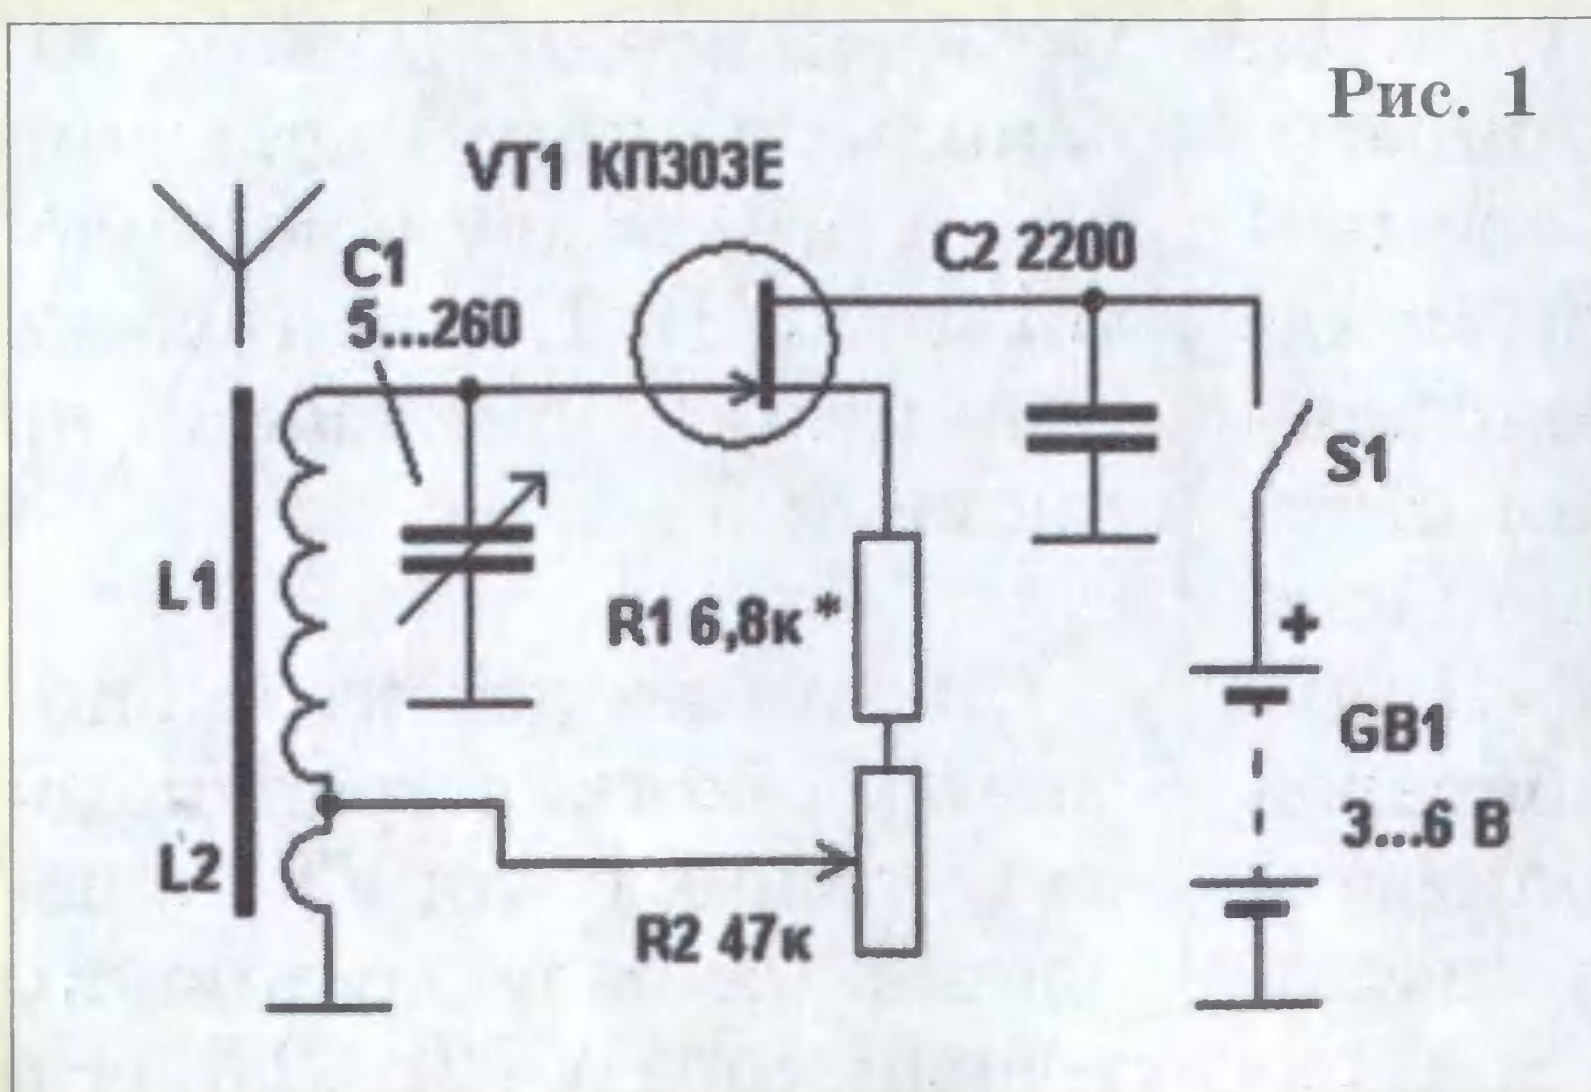 Рис. 1
VT1 КП303Е
C1
5...260
C2 2200
S1
L1
R1 6,8к *
+
GB1
3...6 В
L2
R2 47к